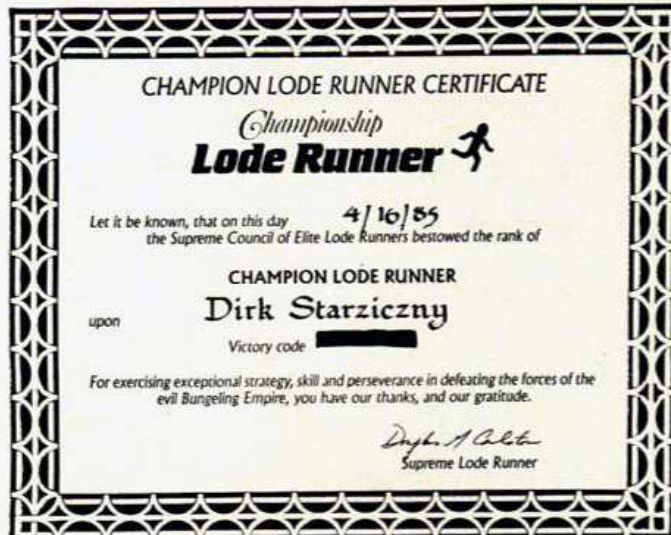 CHAMPION LODE RUNNER CERTIFICATE
Championship
Lode Runner
Let it be known, that on this day 4/16/85
the Supreme Council of Elite Lode Runners bestowed the rank of
CHAMPION LODE RUNNER
upon Dirk Starziczny
Victory code
For exercising exceptional strategy, skill and perseverance in defeating the forces of the
evil Bungeling Empire, you have our thanks, and our gratitude.
Supreme Lode Runner